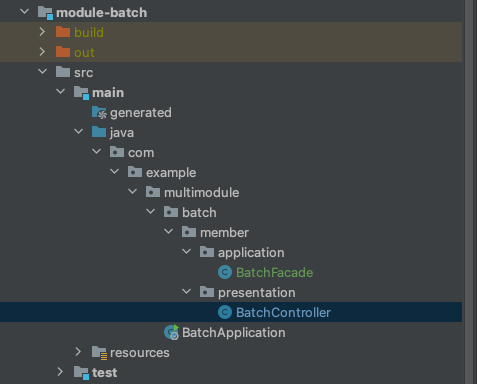 module-batch
build
out
src
main
generated
java
com
example
multimodule
batch
member
application
BatchFacade
presentation
BatchController
BatchApplication
resources
test